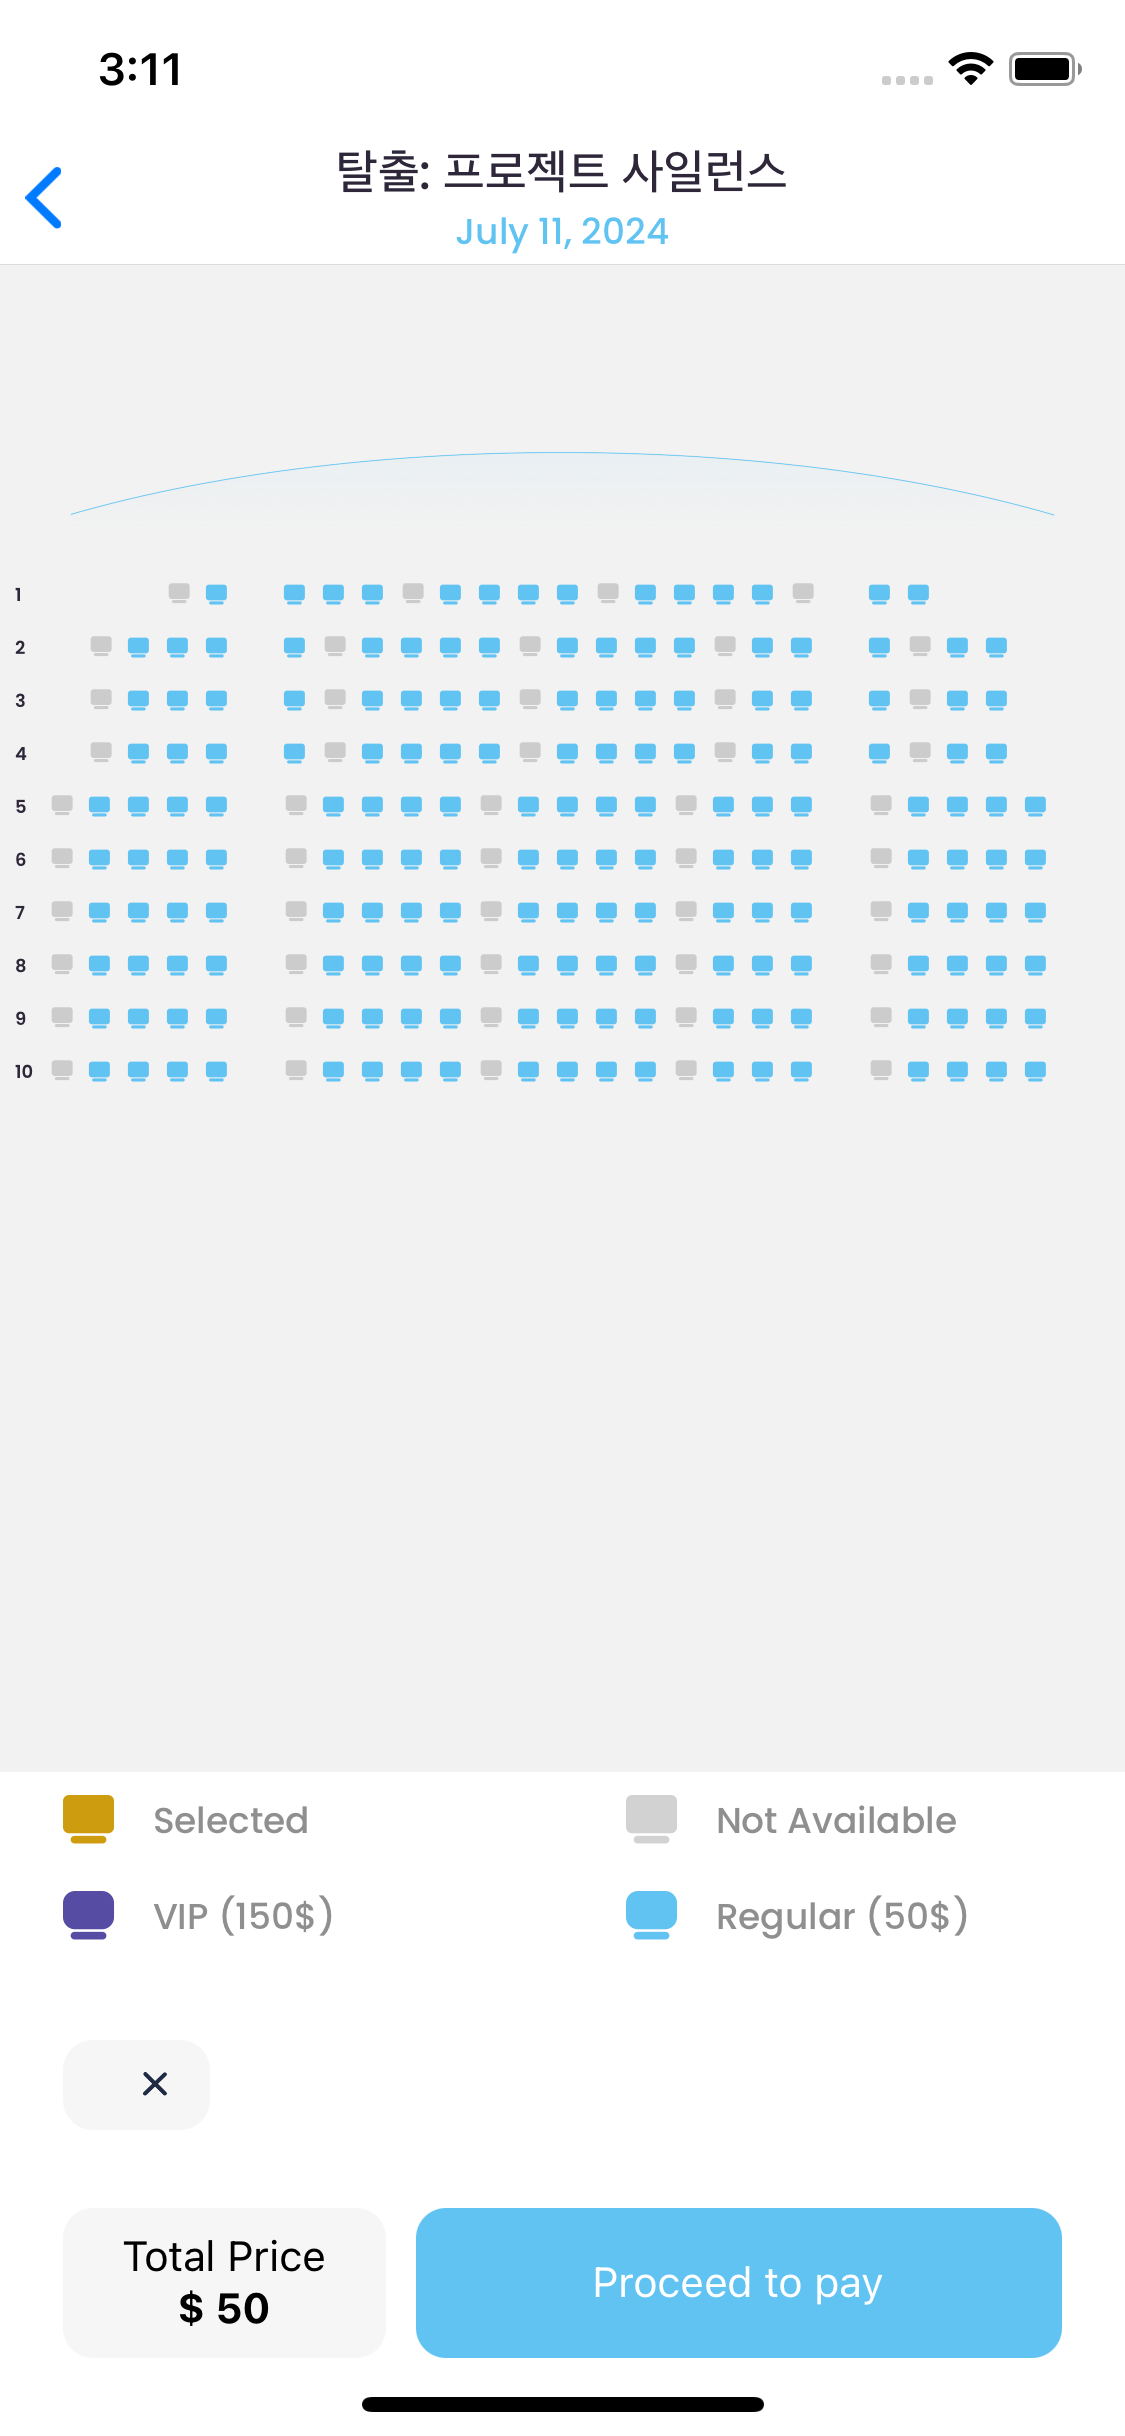 3:11
탈출: 프로젝트 사일런스
July 11, 2024
1
2
3
4
5
6
7
8
9
10
Selected
Not Available
VIP (150$)
Regular (50$)
Total Price
$ 50
Proceed to pay